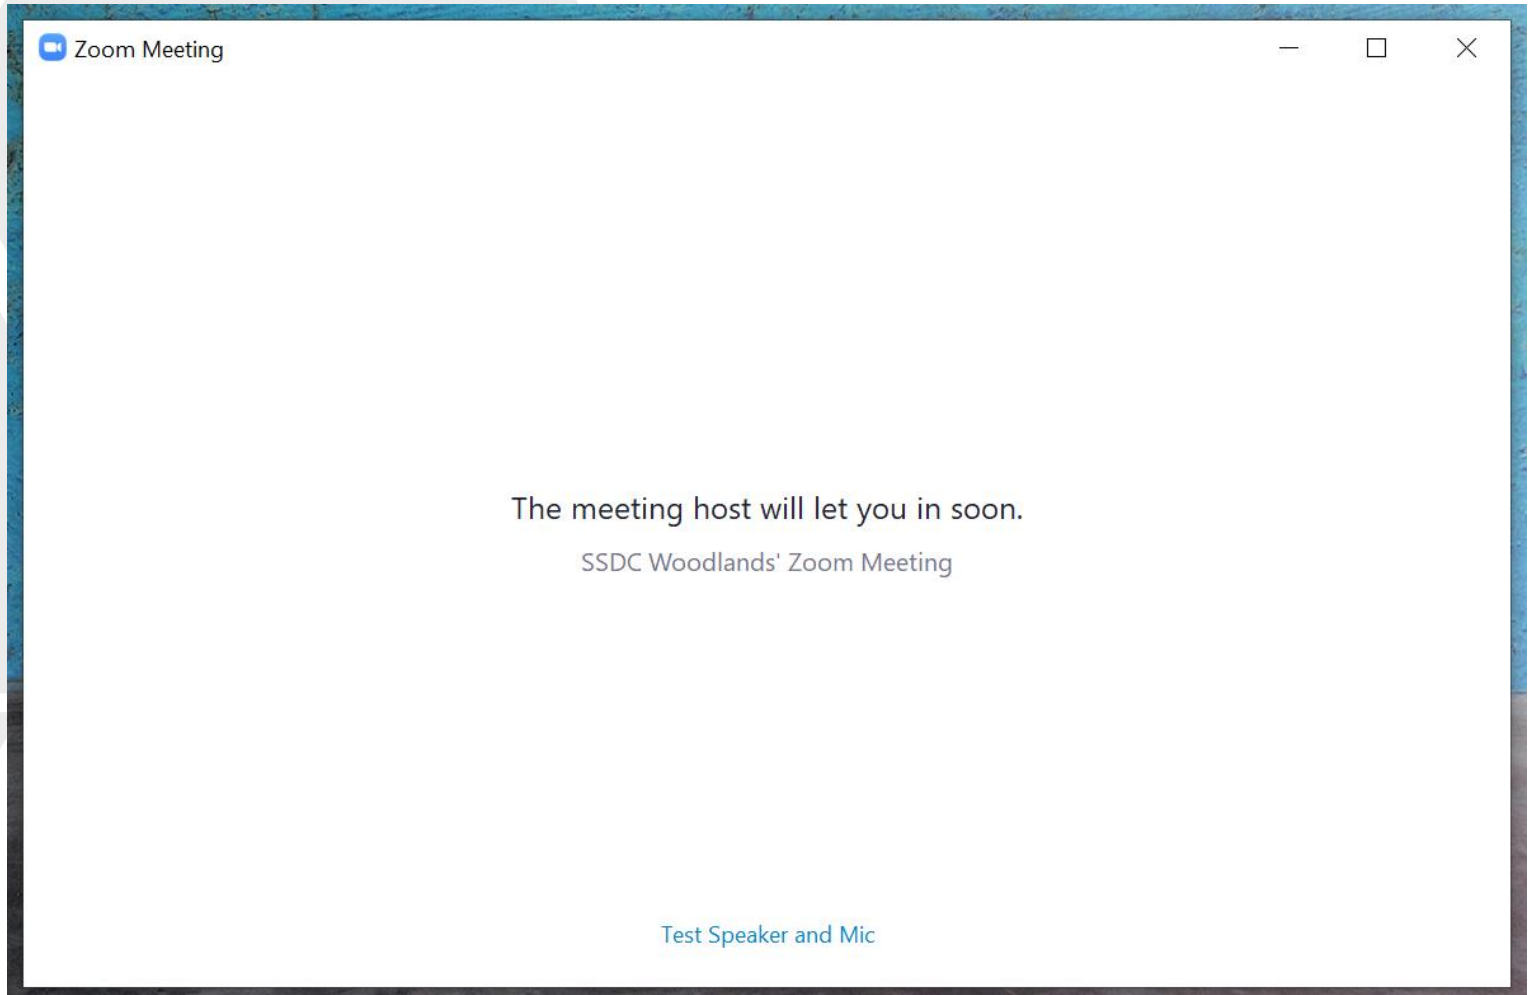 Zoom Meeting
The meeting host will let you in soon.
SSDC Woodlands' Zoom Meeting
Test Speaker and Mic